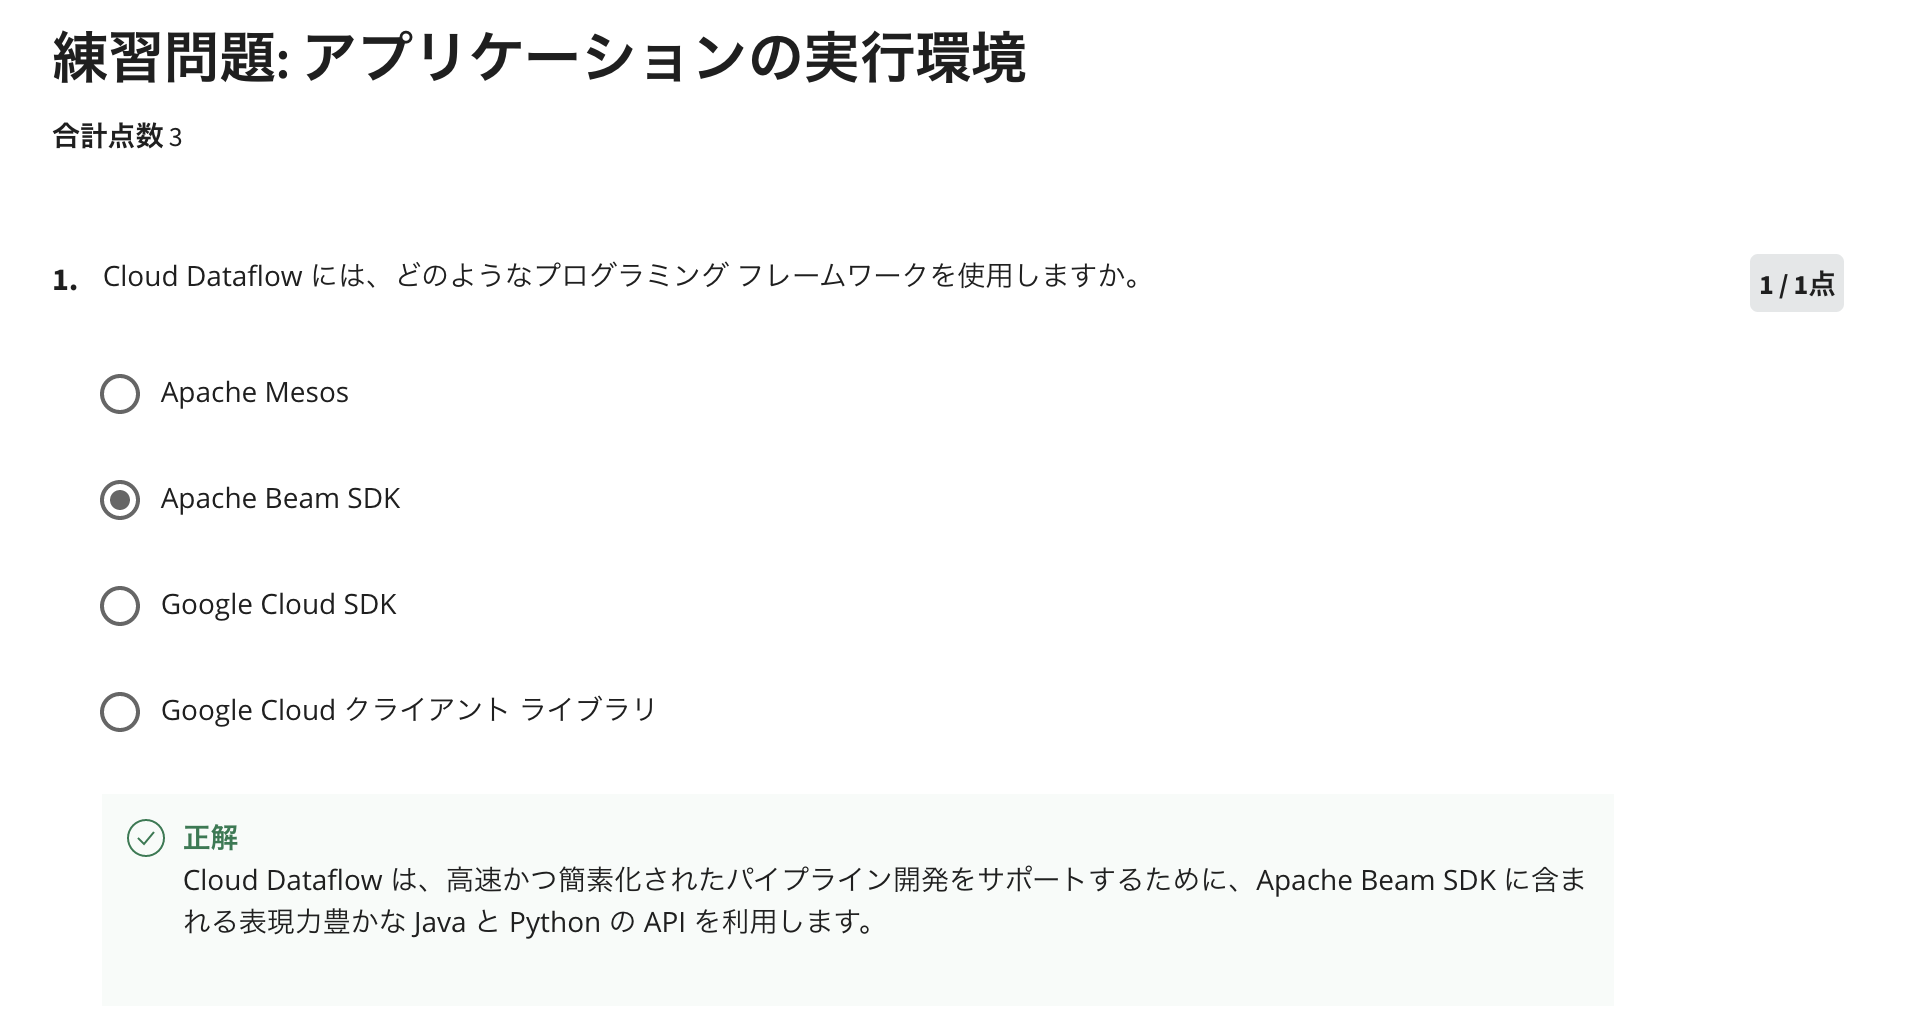 練習問題: アプリケーションの実行環境
合計点数 3
1. Cloud Dataflow には、どのようなプログラミング フレームワークを使用しますか。
1 / 1点
Apache Mesos
Apache Beam SDK
Google Cloud SDK
Google Cloud クライアント ライブラリ
正解
Cloud Dataflow は、高速かつ簡素化されたパイプライン開発をサポートするために、Apache Beam SDK に含ま
れる表現力豊かな Java と Python の API を利用します。